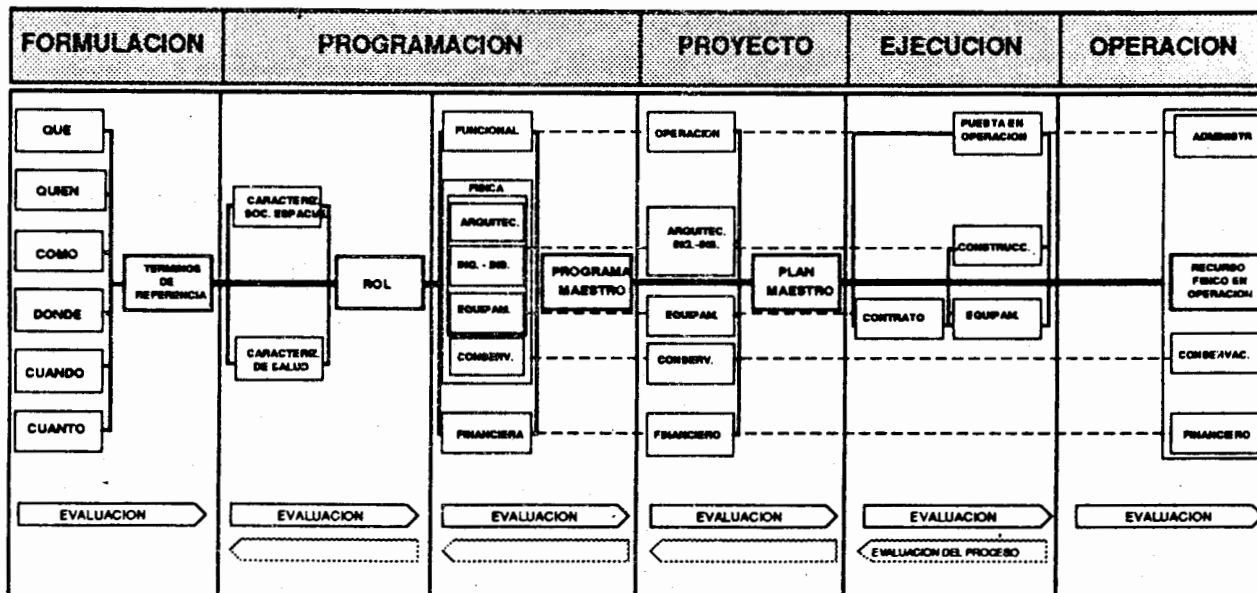 FORMULACION
PROGRAMACION
PROYECTO
EJECUCION
OPERACION
QUE
QUIEN
COMO
DONDE
CUANDO
CUANTO
TERMINOS
DE
REFERENCIA
CARACTERIZ.
SOC. ESPACIAL
CARACTERIZ.
DE SALUD
ROL
FUNCIONAL
FISICA
ARQUITEC.
ING. - INS.
EQUIPAM.
CONSERV.
FINANCIERA
PROGRAMA
MAESTRO
OPERACION
ARQUITEC.
ING.-INS.
EQUIPAM.
CONSERV.
FINANCIERO
PLAN
MAESTRO
PUESTA EN
OPERACION
CONSTRUCC.
CONTRATO
EQUIPAM.
ADMINISTR
RECURSO
FISICO EN
OPERACION
CONSERVAC.
FINANCIERO
EVALUACION
EVALUACION
EVALUACION
EVALUACION
EVALUACION
EVALUACION
EVALUACION DEL PROCESO